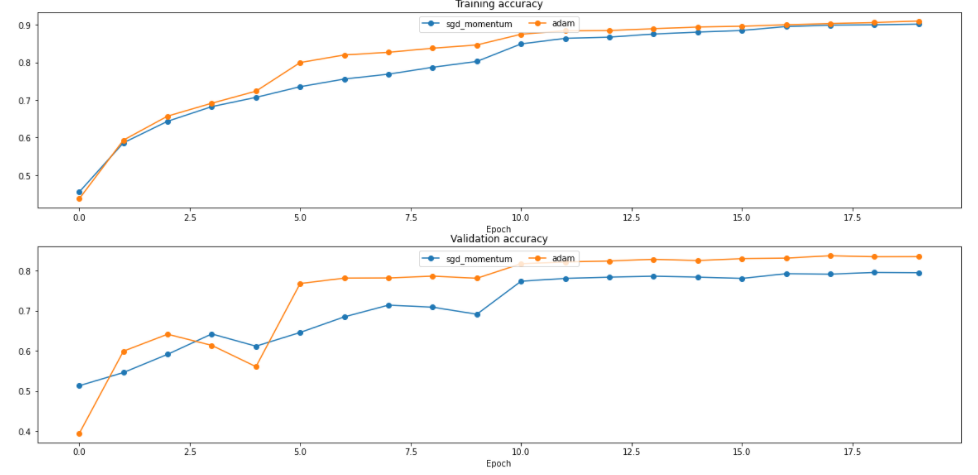 Training accuracy
sgd_momentum adam
0.9
0.8
0.7
0.6
0.5
0.0 2.5 5.0 7.5 10.0 12.5 15.0 17.5
Epoch
Validation accuracy
sgd_momentum adam
0.8
0.7
0.6
0.5
0.4
0.0 2.5 5.0 7.5 10.0 12.5 15.0 17.5
Epoch